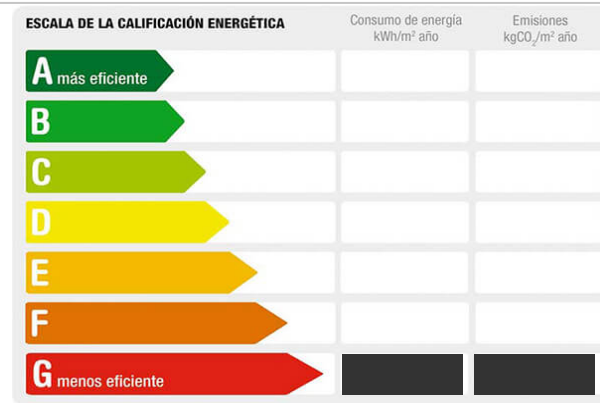 ESCALA DE LA CALIFICACIÓN ENERGÉTICA
Consumo de energía
kWh/m² año
Emisiones
kgCO₂/m² año
A más eficiente
B
C
D
E
F
G menos eficiente